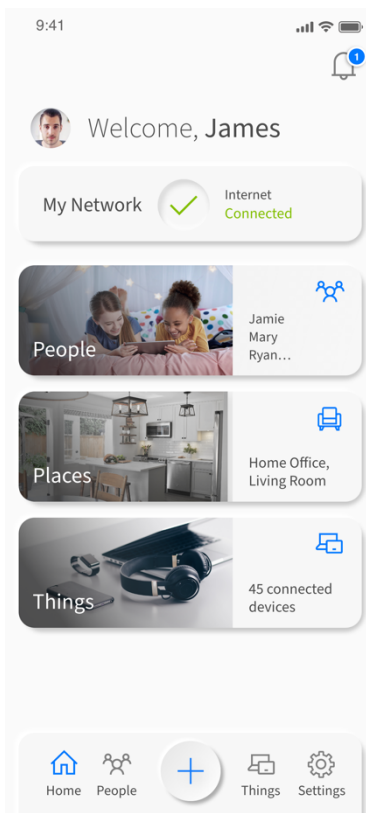 9:41
1
Welcome, James
My Network
Internet
Connected
People
Jamie
Mary
Ryan...
Places
Home Office,
Living Room
Things
45 connected
devices
Home
People
Things
Settings